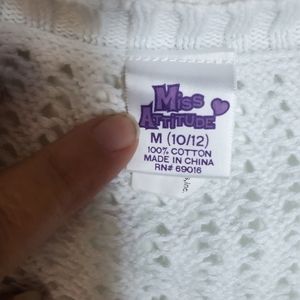 Miss
ATTITUDE
M (10/12)
100% COTTON
MADE IN CHINA
RN# 69016